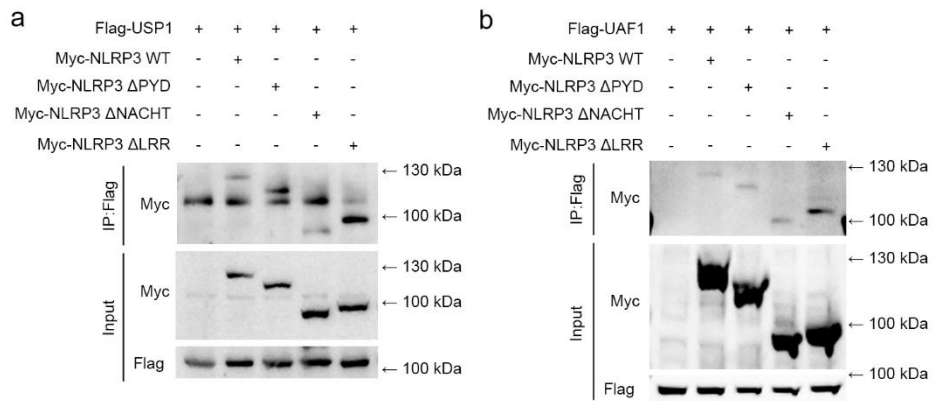 a
Flag-USP1 + + + + +
Myc-NLRP3 WT - + - - -
Myc-NLRP3 ΔPYD - - + - -
Myc-NLRP3 ΔNACHT - - - + -
Myc-NLRP3 ΔLRR - - - - +
IP:Flag
Myc
← 130 kDa
← 100 kDa
Input
Myc
← 130 kDa
← 100 kDa
Flag
← 100 kDa
b
Flag-UAF1 + + + + +
Myc-NLRP3 WT - + - - -
Myc-NLRP3 ΔPYD - - + - -
Myc-NLRP3 ΔNACHT - - - + -
Myc-NLRP3 ΔLRR - - - - +
IP:Flag
Myc
← 130 kDa
← 100 kDa
Input
Myc
← 130 kDa
← 100 kDa
Flag
← 100 kDa